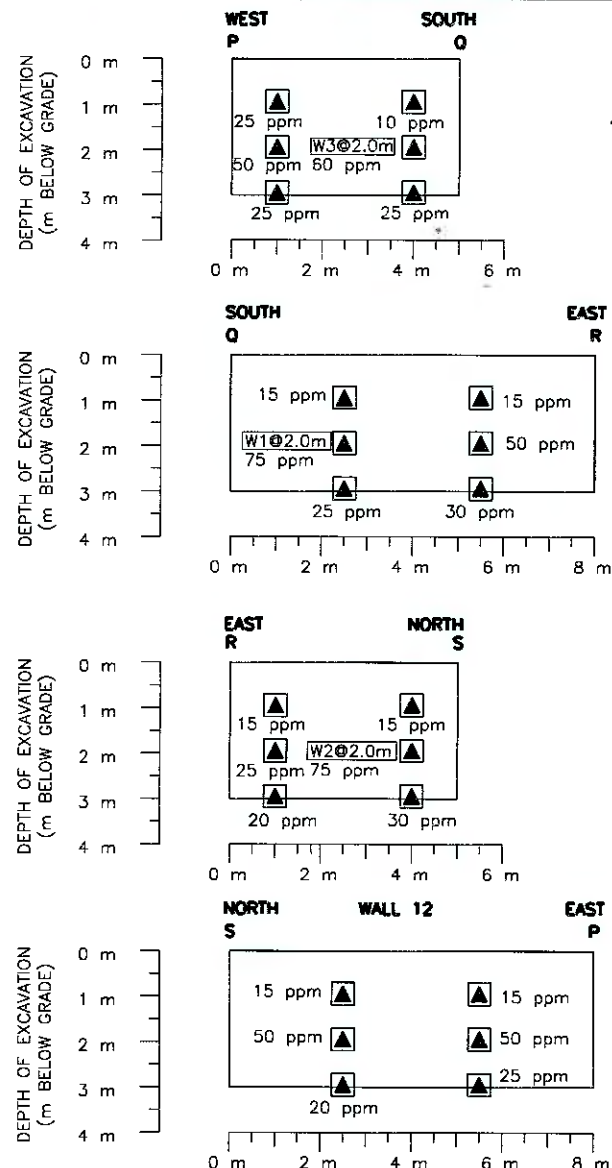 WEST SOUTH
P Q
DEPTH OF EXCAVATION
(m BELOW GRADE)
0 m
1 m
2 m
3 m
4 m
25 ppm 10 ppm
W3@2.0m
50 ppm 60 ppm
25 ppm 25 ppm
0 m 2 m 4 m 6 m
SOUTH EAST
Q R
DEPTH OF EXCAVATION
(m BELOW GRADE)
0 m
1 m
2 m
3 m
4 m
15 ppm 15 ppm
W1@2.0m 50 ppm
75 ppm
25 ppm 30 ppm
0 m 2 m 4 m 6 m 8 m
EAST NORTH
R S
DEPTH OF EXCAVATION
(m BELOW GRADE)
0 m
1 m
2 m
3 m
4 m
15 ppm 15 ppm
W2@2.0m
25 ppm 75 ppm
20 ppm 30 ppm
0 m 2 m 4 m 6 m
NORTH WALL 12 EAST
S P
DEPTH OF EXCAVATION
(m BELOW GRADE)
0 m
1 m
2 m
3 m
4 m
15 ppm 15 ppm
50 ppm 50 ppm
25 ppm
20 ppm
0 m 2 m 4 m 6 m 8 m